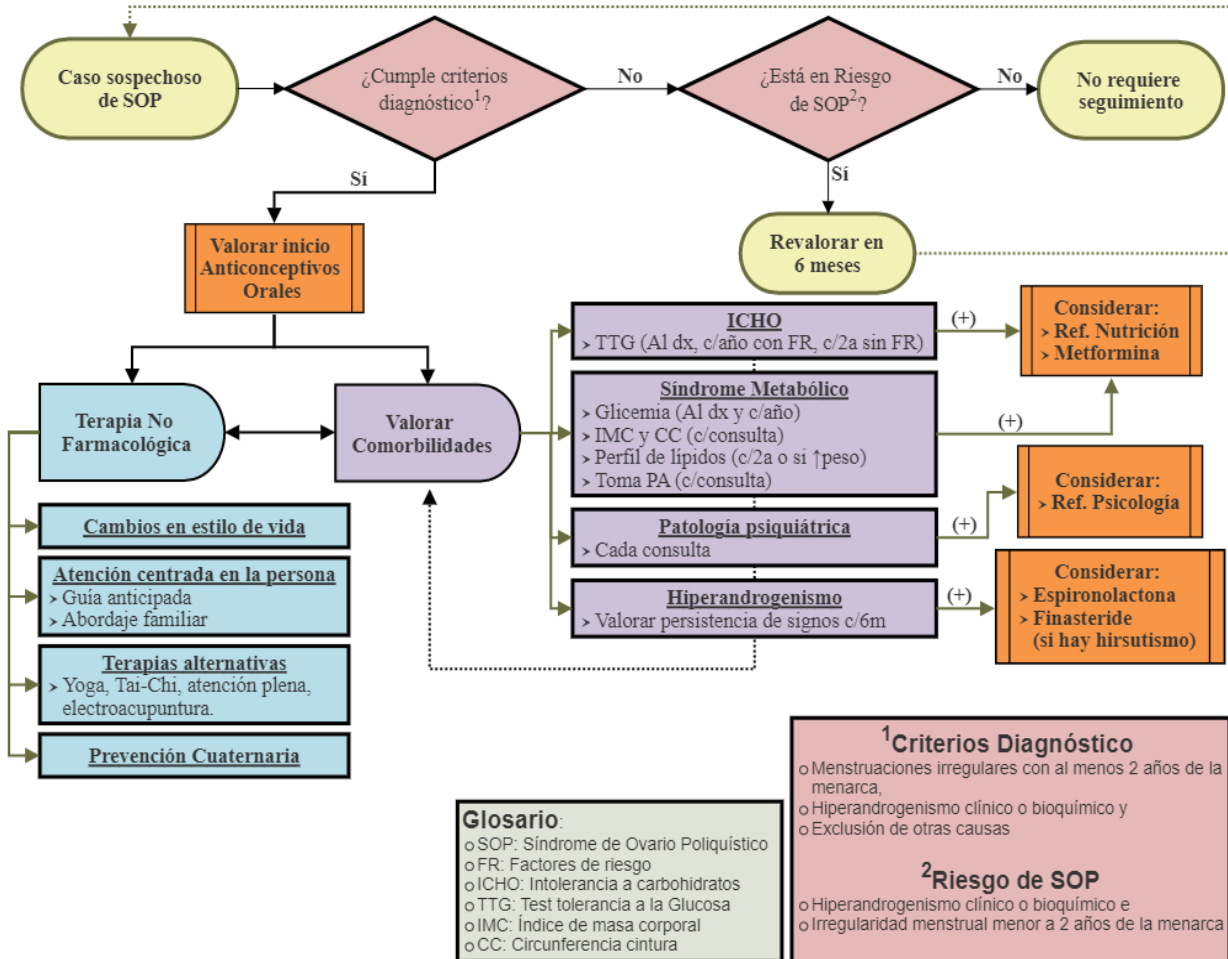 Caso sospechoso
de SOP
¿Cumple criterios
diagnóstico1?
No
¿Está en Riesgo
de SOP2?
No
No requiere
seguimiento
Sí
Sí
Valorar inicio
Anticonceptivos
Orales
Revalorar en
6 meses
Terapia No
Farmacológica
Valorar
Comorbilidades
ICHO
➤ TTG (Al dx, c/año con FR, c/2a sin FR)
(+)
Considerar:
➤ Ref. Nutrición
➤ Metformina
Síndrome Metabólico
➤ Glicemia (Al dx y c/año)
➤ IMC y CC (c/consulta)
➤ Perfil de lípidos (c/2a o si ↑peso)
➤ Toma PA (c/consulta)
(+)
Patología psiquiátrica
➤ Cada consulta
(+)
Considerar:
➤ Ref. Psicología
Hiperandrogenismo
➤ Valorar persistencia de signos c/6m
(+)
Considerar:
➤ Espironolactona
➤ Finasteride
(si hay hirsutismo)
Cambios en estilo de vida
Atención centrada en la persona
➤ Guía anticipada
➤ Abordaje familiar
Terapias alternativas
➤ Yoga, Tai-Chi, atención plena,
electroacupuntura.
Prevención Cuaternaria
Glosario:
o SOP: Síndrome de Ovario Poliquístico
o FR: Factores de riesgo
o ICHO: Intolerancia a carbohidratos
o TTG: Test tolerancia a la Glucosa
o IMC: Índice de masa corporal
o CC: Circunferencia cintura
1Criterios Diagnóstico
o Menstruaciones irregulares con al menos 2 años de la
menarca,
o Hiperandrogenismo clínico o bioquímico y
o Exclusión de otras causas
2Riesgo de SOP
o Hiperandrogenismo clínico o bioquímico e
o Irregularidad menstrual menor a 2 años de la menarca